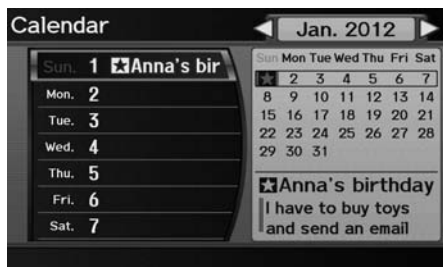 Calendar
Jan. 2012
Sun. 1 Anna's bir
Mon. 2
Tue. 3
Wed. 4
Thu. 5
Fri. 6
Sat. 7
Sun Mon Tue Wed Thu Fri Sat
2 3 4 5 6 7
8 9 10 11 12 13 14
15 16 17 18 19 20 21
22 23 24 25 26 27 28
29 30 31
Anna's birthday
I have to buy toys
and send an email